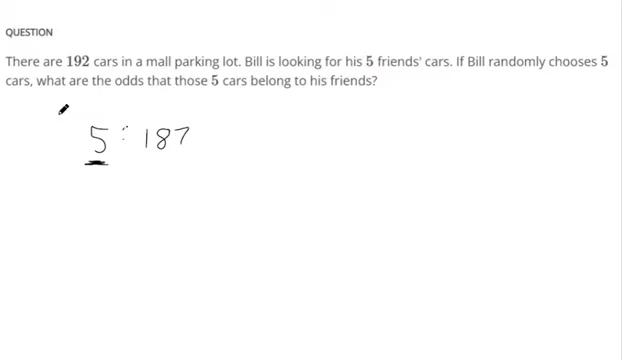 QUESTION
There are 192 cars in a mall parking lot. Bill is looking for his 5 friends' cars. If Bill randomly chooses 5
cars, what are the odds that those 5 cars belong to his friends?
5 : 187